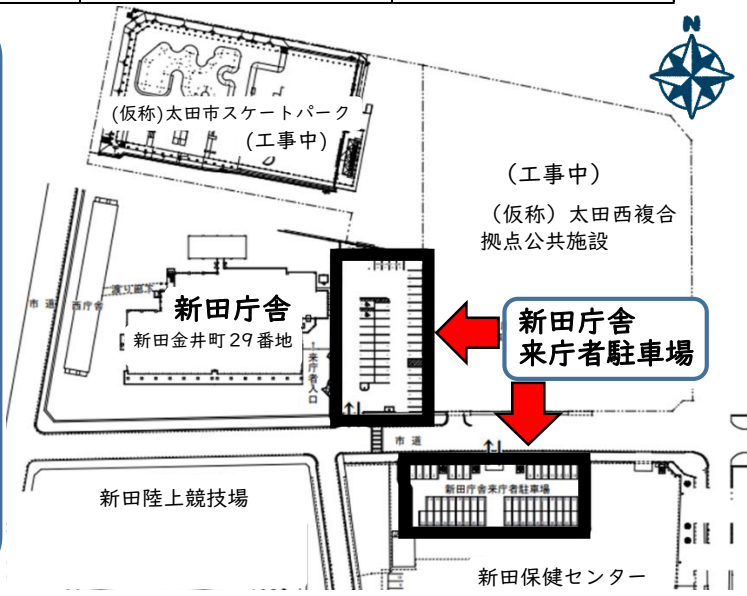 N
(仮称)太田市スケートパーク
(工事中)
(工事中)
(仮称) 太田西複合
拠点公共施設
渡り廊下
市道
西庁舎
新田庁舎
新田金井町29番地
↑来庁者入口
新田庁舎
来庁者駐車場
市道
新田庁舎来庁者駐車場
新田陸上競技場
新田保健センター